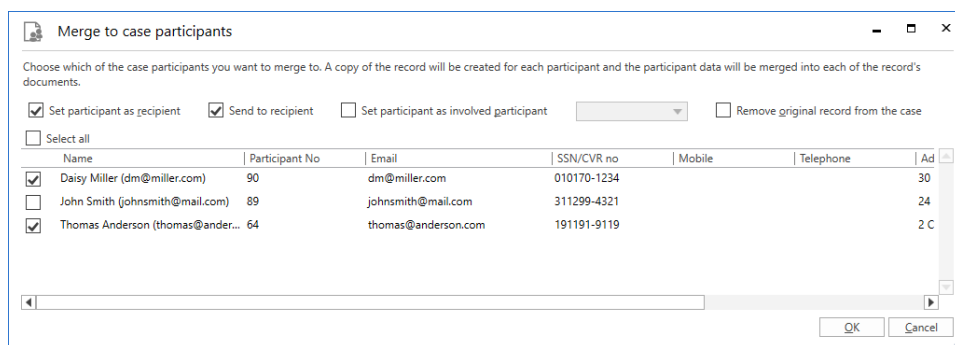 Merge to case participants
Choose which of the case participants you want to merge to. A copy of the record will be created for each participant and the participant data will be merged into each of the record's
documents.
Set participant as recipient Send to recipient Set participant as involved participant Remove original record from the case
Select all
Name Participant No Email SSN/CVR no Mobile Telephone Ad
Daisy Miller (dm@miller.com) 90 dm@miller.com 010170-1234 30
John Smith (johnsmith@mail.com) 89 johnsmith@mail.com 311299-4321 24
Thomas Anderson (thomas@ander... 64 thomas@anderson.com 191191-9119 2 C
OK Cancel